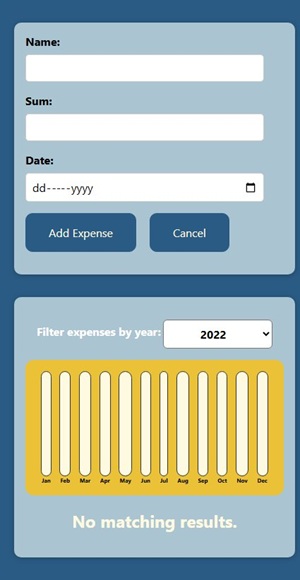 Name:
Sum:
Date:
dd-----yyyy
Add Expense Cancel
Filter expenses by year: 2022
Jan Feb Mar Apr May Jun Jul Aug Sep Oct Nov Dec
No matching results.